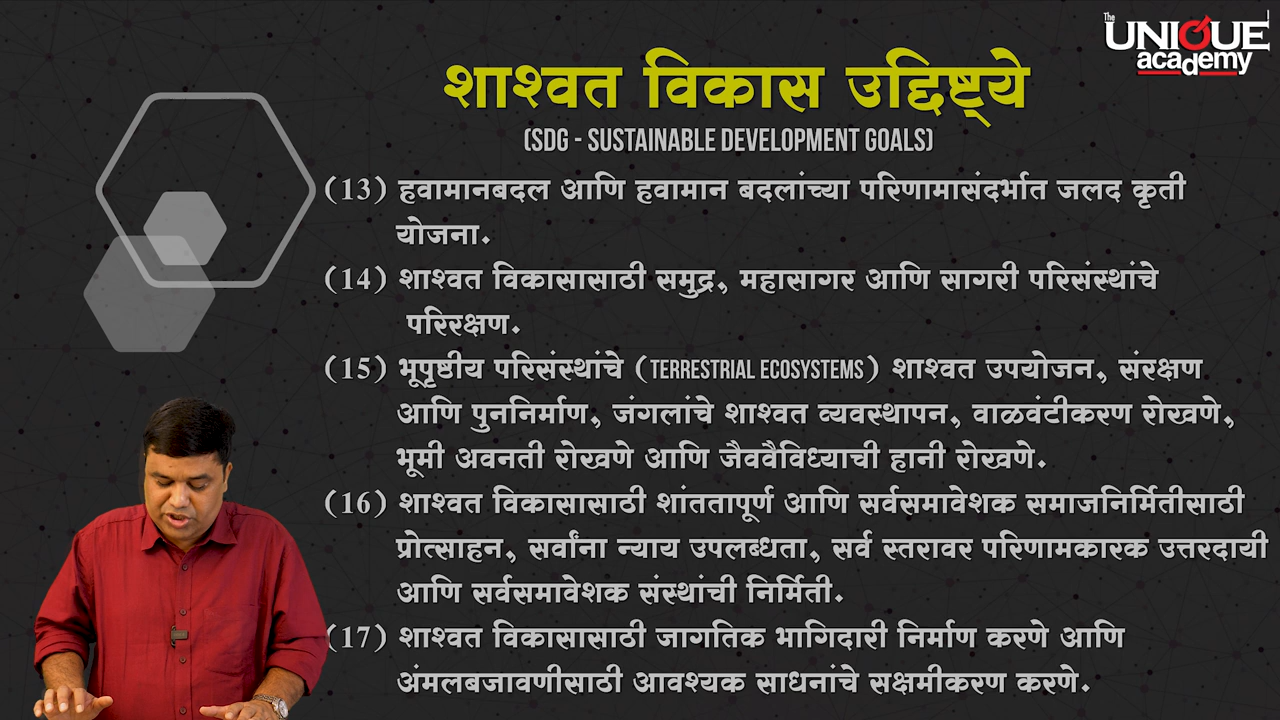 The UNIQUE academy
शाश्वत विकास उद्दिष्ट्ये
(SDG - SUSTAINABLE DEVELOPMENT GOALS)
(13) हवामानबदल आणि हवामान बदलांच्या परिणामासंदर्भात जलद कृती
योजना.
(14) शाश्वत विकासासाठी समुद्र, महासागर आणि सागरी परिसंस्थांचे
परिरक्षण.
(15) भूपृष्ठीय परिसंस्थांचे (TERRESTRIAL ECOSYSTEMS) शाश्वत उपयोजन, संरक्षण
आणि पुननिर्माण, जंगलांचे शाश्वत व्यवस्थापन, वाळवंटीकरण रोखणे,
भूमी अवनती रोखणे आणि जैववैविध्याची हानी रोखणे.
(16) शाश्वत विकासासाठी शांततापूर्ण आणि सर्वसमावेशक समाजनिर्मितीसाठी
प्रोत्साहन, सर्वांना न्याय उपलब्धता, सर्व स्तरावर परिणामकारक उत्तरदायी
आणि सर्वसमावेशक संस्थांची निर्मिती.
(17) शाश्वत विकासासाठी जागतिक भागिदारी निर्माण करणे आणि
अंमलबजावणीसाठी आवश्यक साधनांचे सक्षमीकरण करणे.